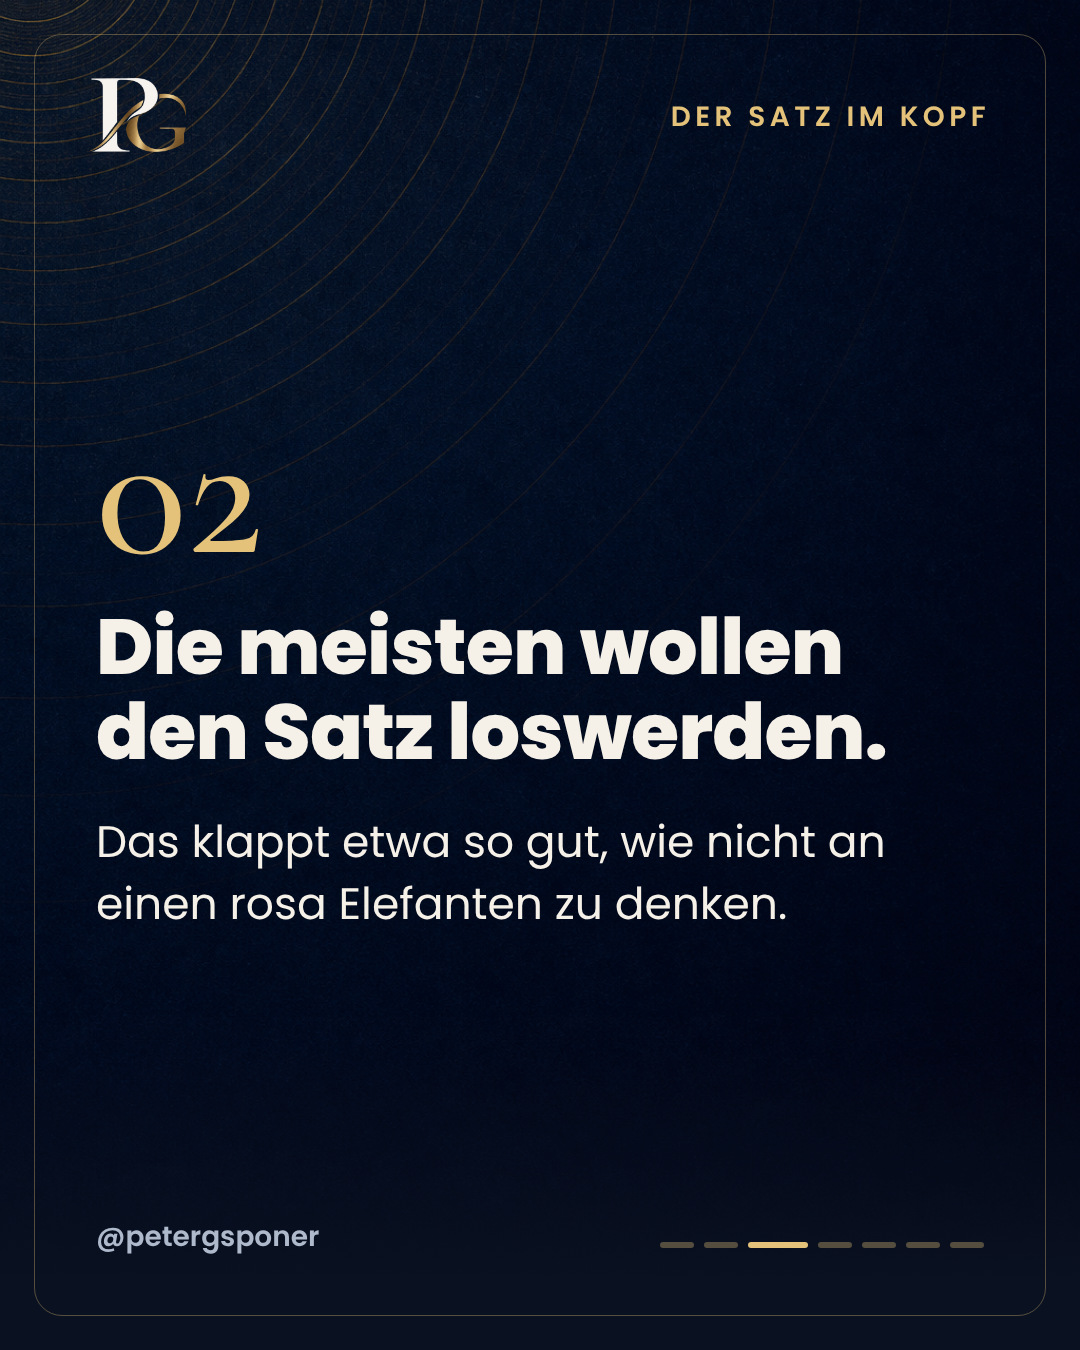 PG
DER SATZ IM KOPF
02
Die meisten wollen
den Satz loswerden.
Das klappt etwa so gut, wie nicht an
einen rosa Elefanten zu denken.
@petergsponer